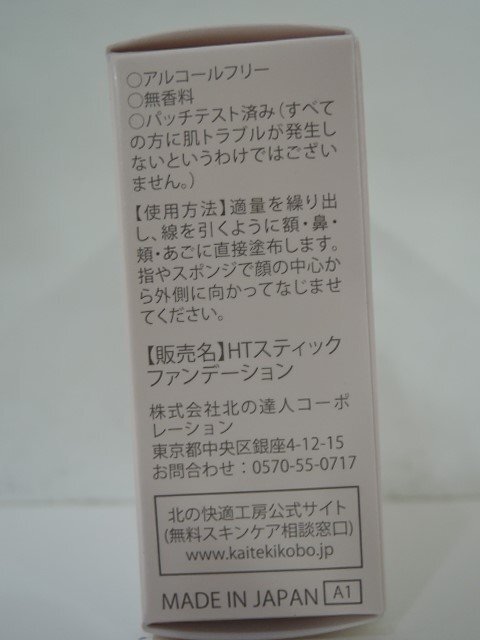 ○アルコールフリー
○無香料
○パッチテスト済み(すべて
の方に肌トラブルが発生し
ないというわけではござい
ません。)
【使用方法】適量を繰り出
し、線を引くように額・鼻・
頬・あごに直接塗布します。
指やスポンジで顔の中心か
ら外側に向かってなじませ
てください。
【販売名】HTスティック
ファンデーション
株式会社北の達人コーポ
レーション
東京都中央区銀座4-12-15
お問合わせ：0570-55-0717
北の快適工房公式サイト
(無料スキンケア相談窓口)
www.kaitekikobo.jp
MADE IN JAPAN A1